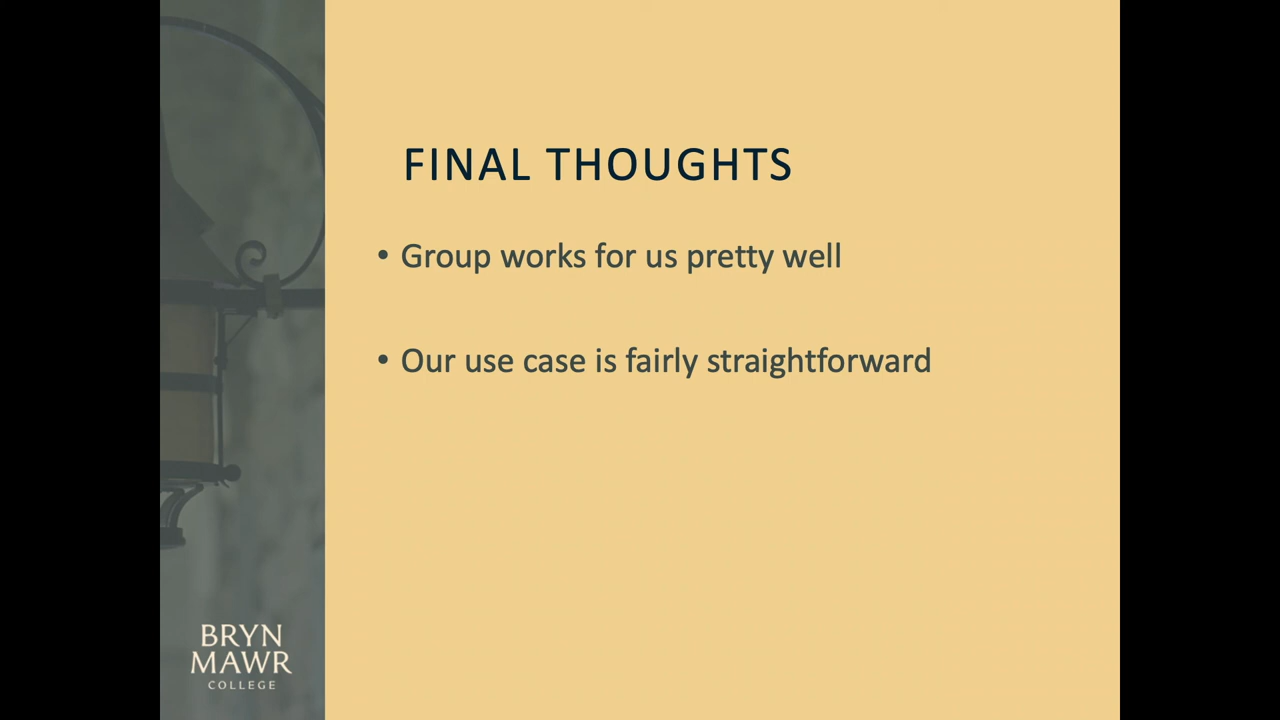 FINAL THOUGHTS
• Group works for us pretty well
• Our use case is fairly straightforward
BRYN
MAWR
COLLEGE